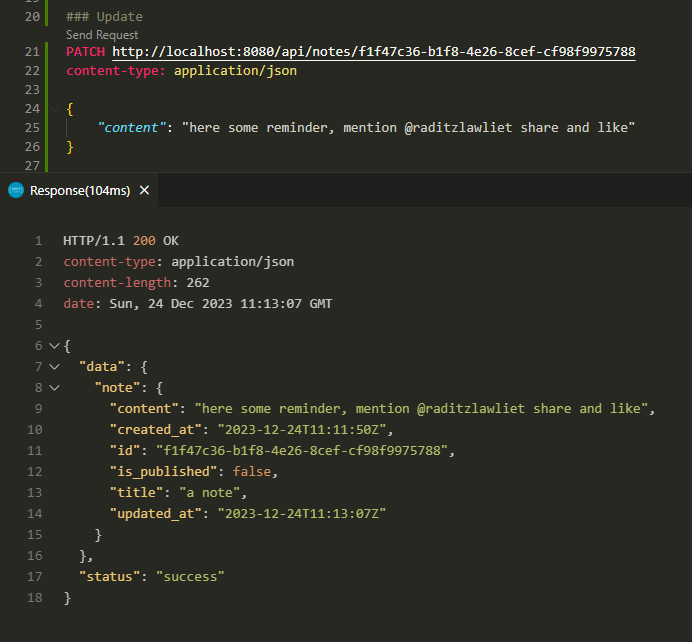 20 ### Update
Send Request
21 PATCH http://localhost:8080/api/notes/f1f47c36-b1f8-4e26-8cef-cf98f9975788
22 content-type: application/json
23
24 {
25 "content": "here some reminder, mention @raditzlawliet share and like"
26 }
27
Response(104ms) ×
1 HTTP/1.1 200 OK
2 content-type: application/json
3 content-length: 262
4 date: Sun, 24 Dec 2023 11:13:07 GMT
5
6 {
7 "data": {
8 "note": {
9 "content": "here some reminder, mention @raditzlawliet share and like",
10 "created_at": "2023-12-24T11:11:50Z",
11 "id": "f1f47c36-b1f8-4e26-8cef-cf98f9975788",
12 "is_published": false,
13 "title": "a note",
14 "updated_at": "2023-12-24T11:13:07Z"
15 }
16 },
17 "status": "success"
18 }